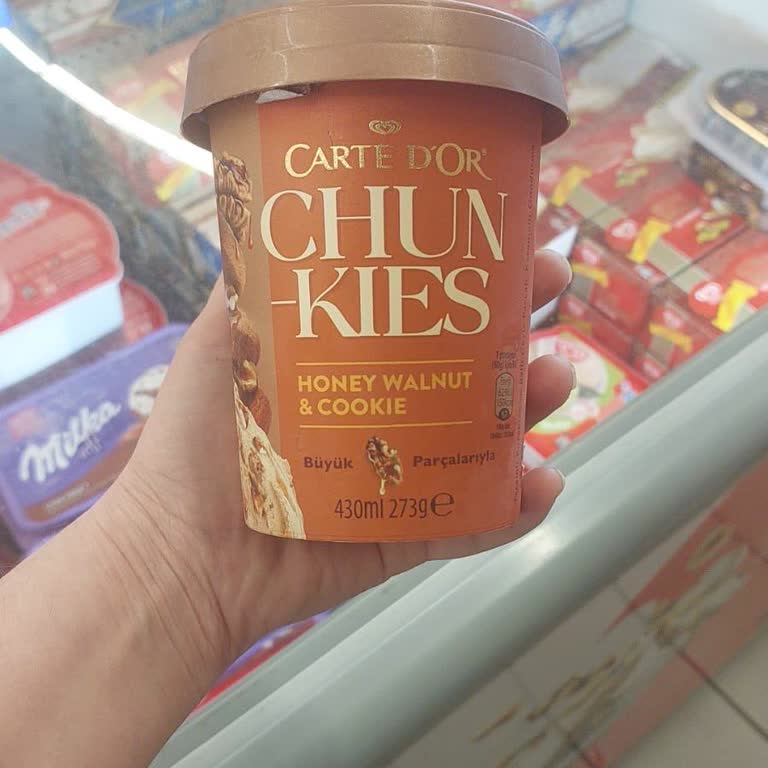 CARTE D'OR
CHUN
-KIES
HONEY WALNUT
& COOKIE
Büyük Parçalarıyla
430ml 273g ℮
Milka